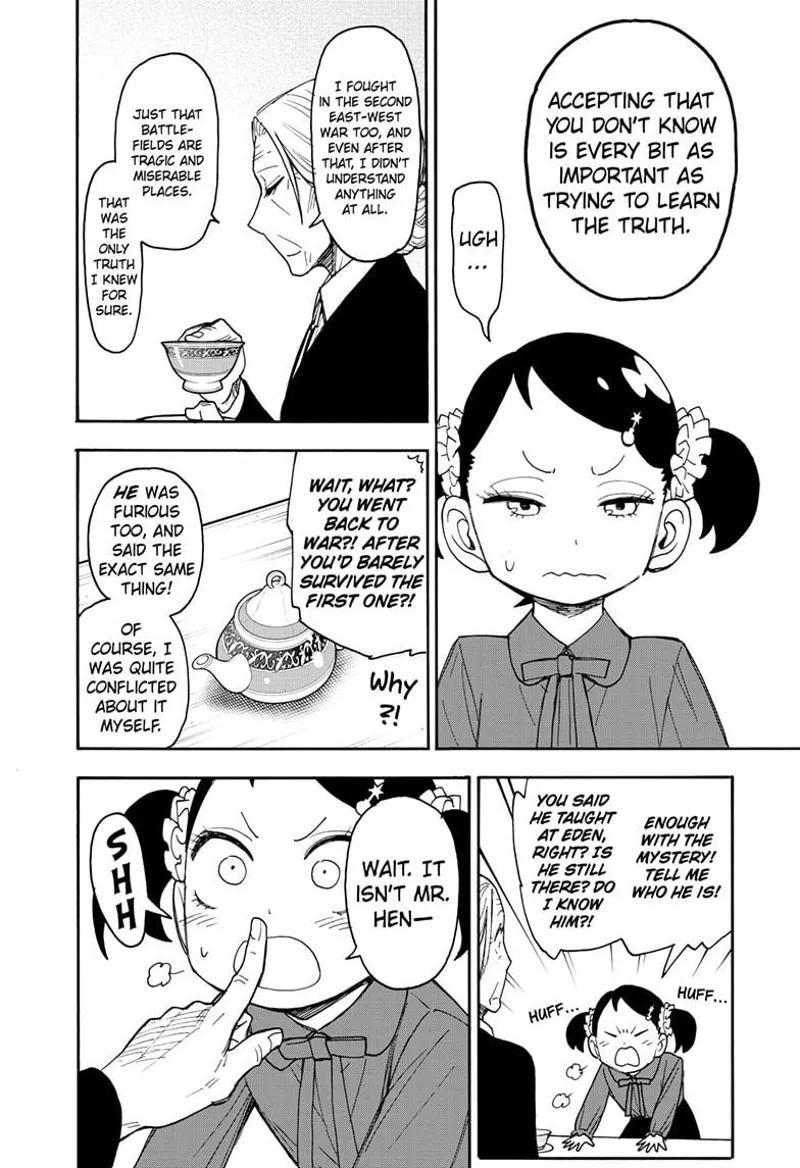 ACCEPTING THAT
YOU DON'T KNOW
IS EVERY BIT AS
IMPORTANT AS
TRYING TO LEARN
THE TRUTH.
UGH
...
I FOUGHT
IN THE SECOND
EAST-WEST
WAR TOO, AND
EVEN AFTER
THAT, I DIDN'T
UNDERSTAND
ANYTHING
AT ALL.
JUST THAT
BATTLE-
FIELDS ARE
TRAGIC AND
MISERABLE
PLACES.
THAT
WAS THE
ONLY
TRUTH
I KNEW
FOR
SURE.
WAIT, WHAT?
YOU WENT
BACK TO
WAR?! AFTER
YOU'D BARELY
SURVIVED THE
FIRST ONE?!
Why
?!
HE WAS
FURIOUS
TOO, AND
SAID THE
EXACT SAME
THING!
OF
COURSE, I
WAS QUITE
CONFLICTED
ABOUT IT
MYSELF.
ENOUGH
WITH THE
MYSTERY!
TELL ME
WHO HE IS!
YOU SAID
HE TAUGHT
AT EDEN,
RIGHT? IS
HE STILL
THERE? DO
I KNOW
HIM?!
HUFF...
HUFF...
WAIT. IT
ISN'T MR.
HEN—
SHH